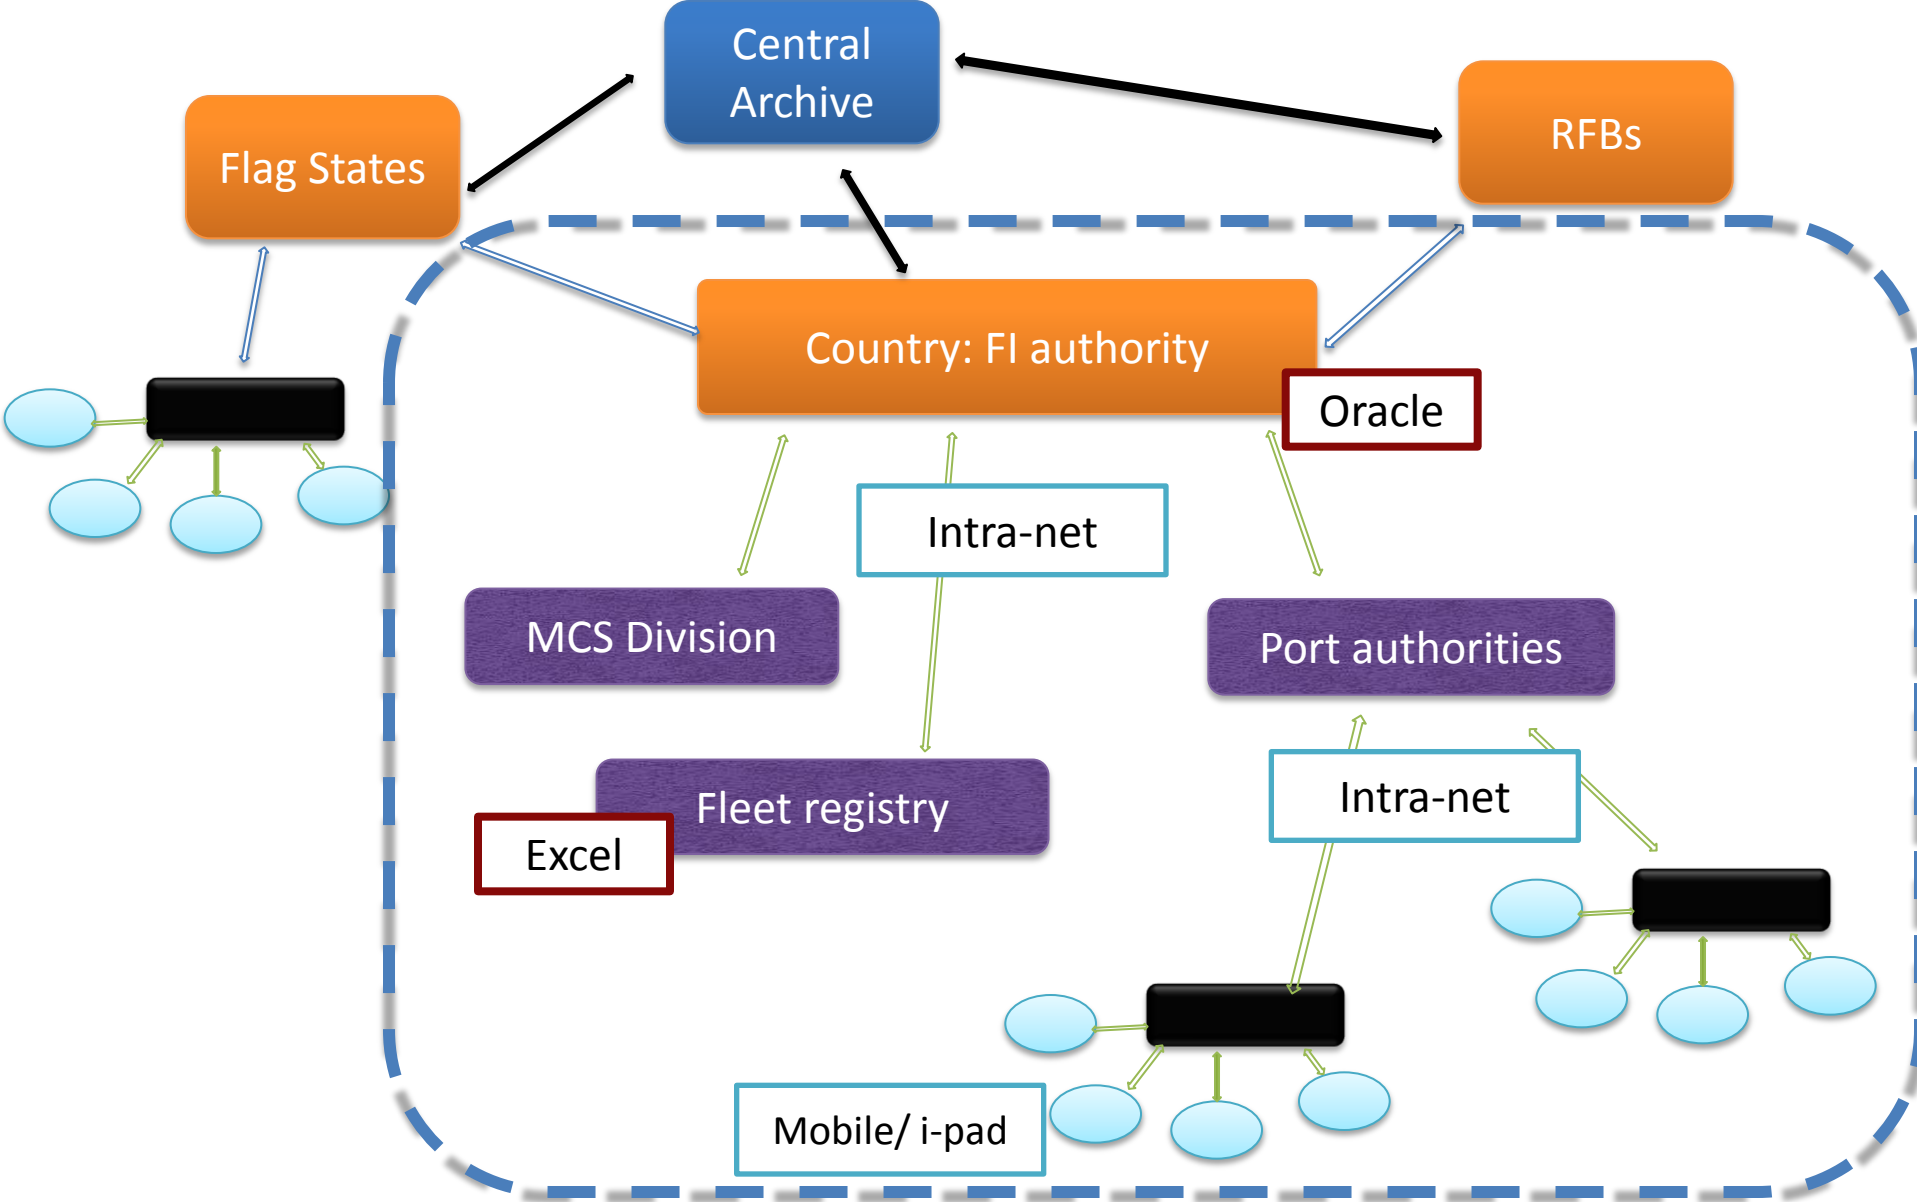 Central
Archive
RFBs
Flag States
Country: FI authority
Oracle
Intra-net
MCS Division
Port authorities
Fleet registry
Intra-net
Excel
Mobile/ i-pad